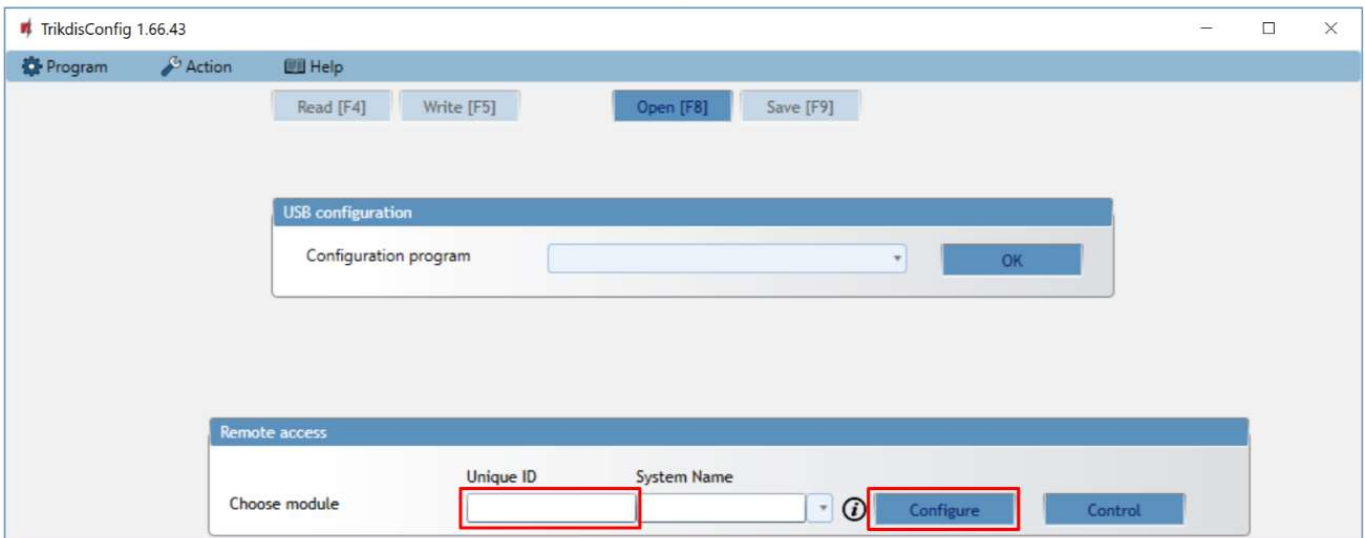 TrikdisConfig 1.66.43
Program Action Help
Read [F4] Write [F5] Open [F8] Save [F9]
USB configuration
Configuration program OK
Remote access
Unique ID System Name
Choose module i Configure Control